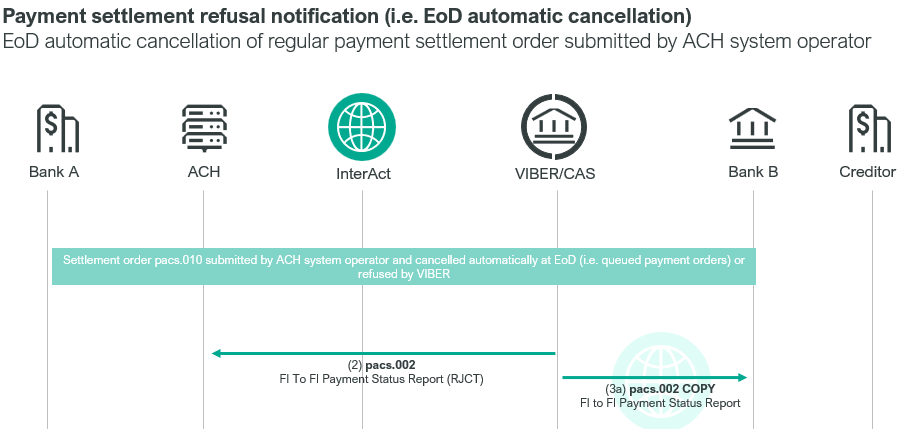 Payment settlement refusal notification (i.e. EoD automatic cancellation)
EoD automatic cancellation of regular payment settlement order submitted by ACH system operator
Bank A
ACH
InterAct
VIBER/CAS
Bank B
Creditor
Settlement order pacs.010 submitted by ACH system operator and cancelled automatically at EoD (i.e. queued payment orders) or
refused by VIBER
(2) pacs.002
FI To FI Payment Status Report (RJCT)
(3a) pacs.002 COPY
FI to FI Payment Status Report